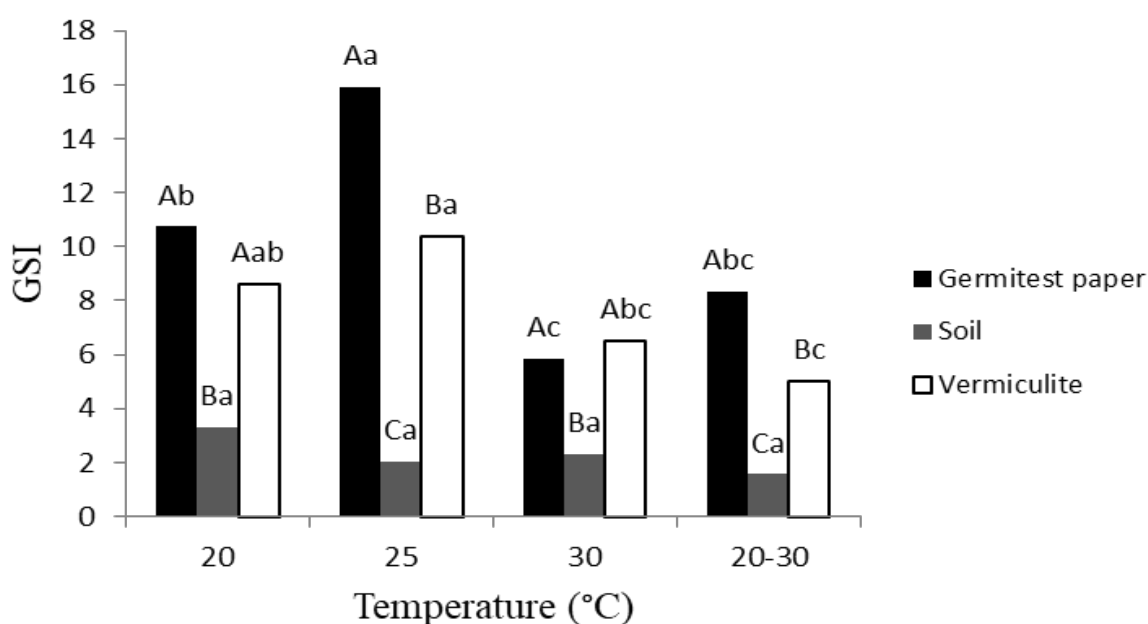 GSI
18
16
14
12
10
8
6
4
2
0
Ab
Ba
Aab
Aa
Ca
Ba
Ac
Ba
Abc
Abc
Ca
Bc
20
25
30
20-30
Temperature (°C)
Germitest paper
Soil
Vermiculite